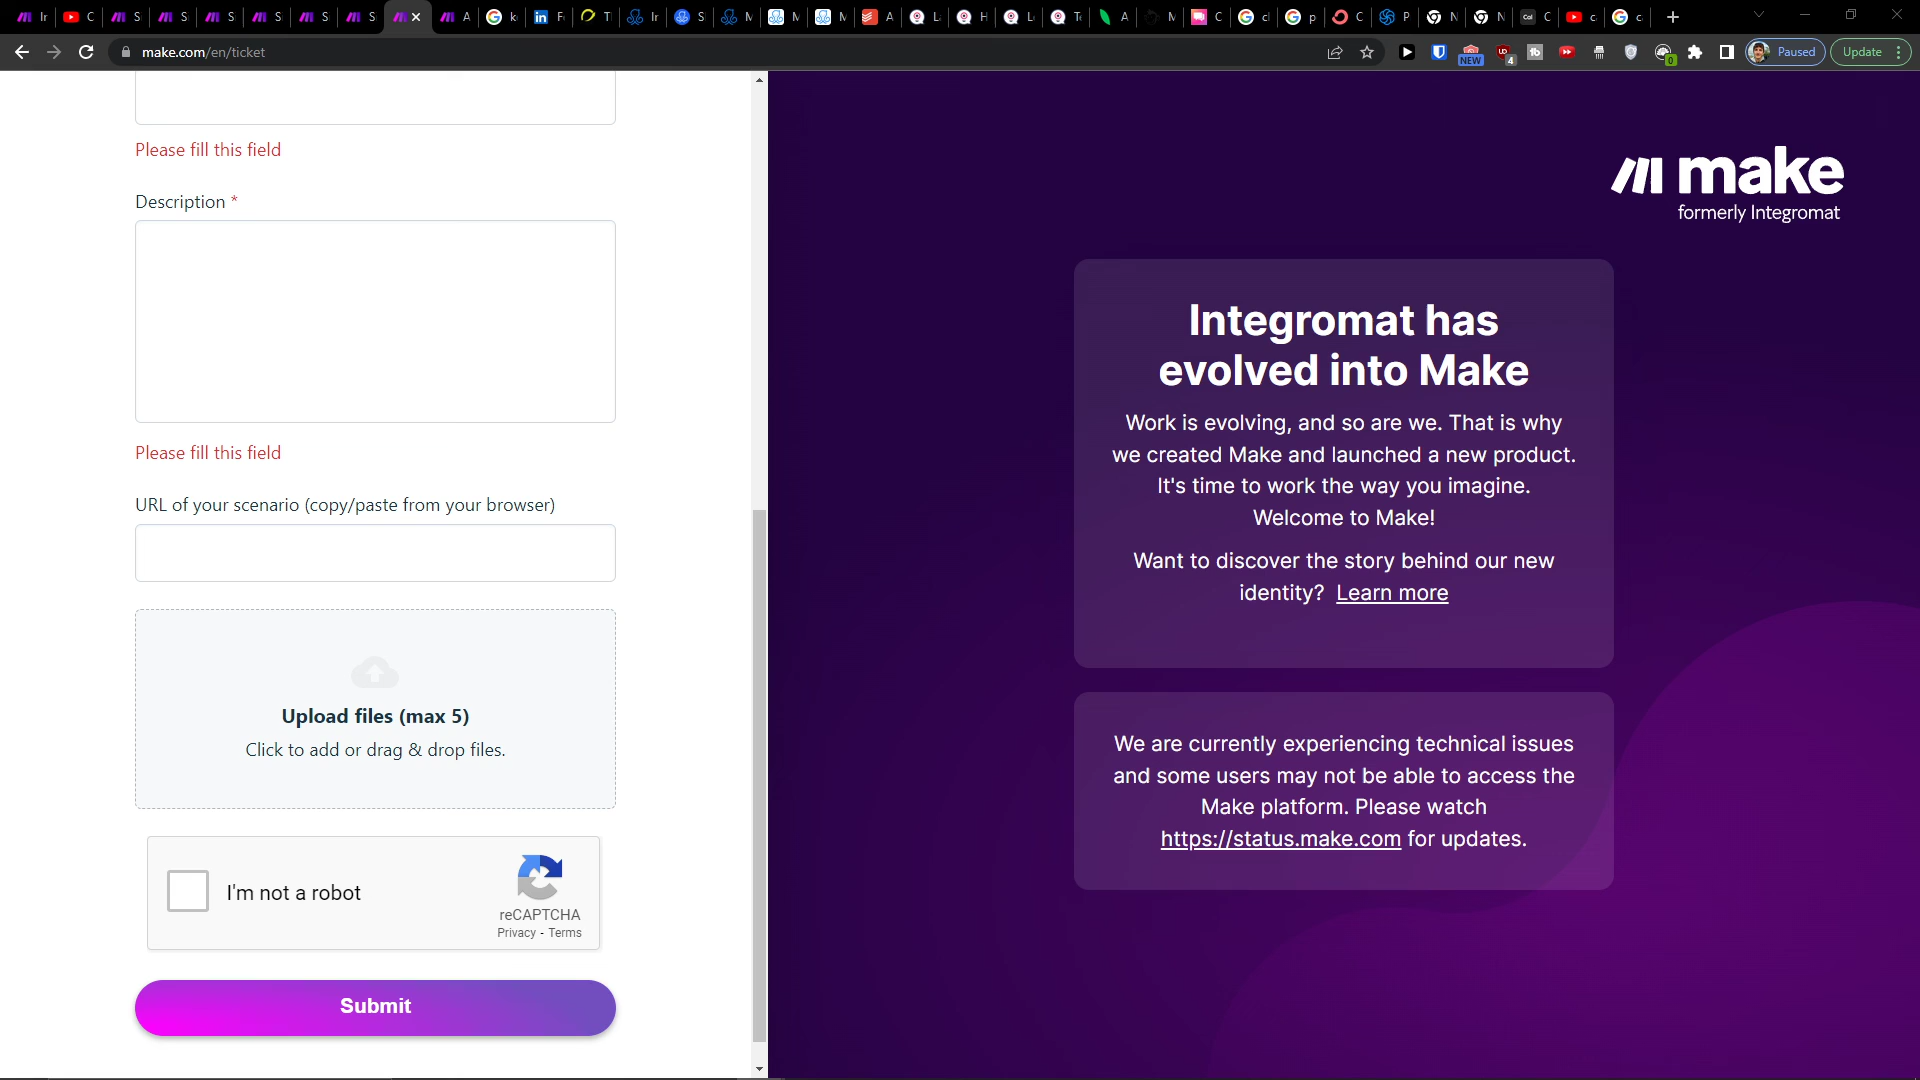 make.com/en/ticket
NEW
4
0
Paused
Update
Please fill this field
Description *
Please fill this field
URL of your scenario (copy/paste from your browser)
Upload files (max 5)
Click to add or drag & drop files.
I'm not a robot
reCAPTCHA
Privacy - Terms
Submit
make
formerly Integromat
Integromat has
evolved into Make
Work is evolving, and so are we. That is why
we created Make and launched a new product.
It's time to work the way you imagine.
Welcome to Make!
Want to discover the story behind our new
identity? Learn more
We are currently experiencing technical issues
and some users may not be able to access the
Make platform. Please watch
https://status.make.com for updates.